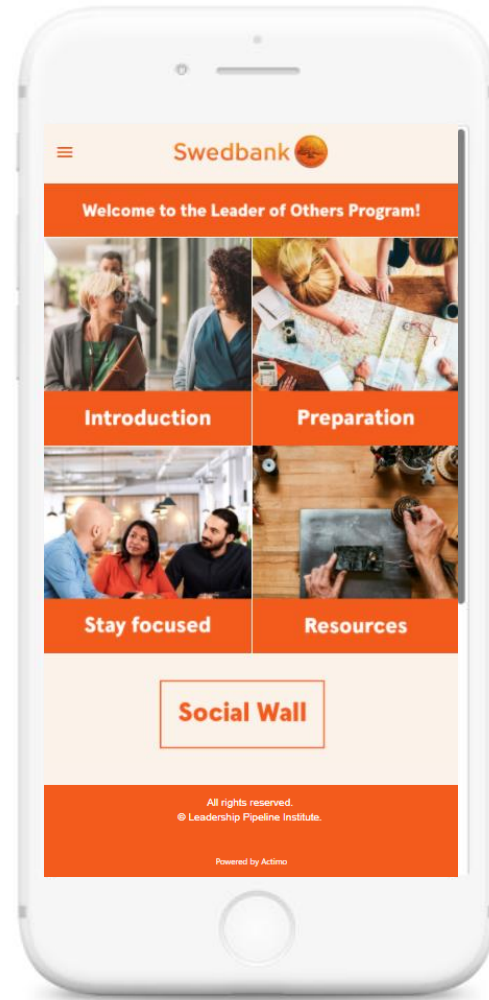 Swedbank
Welcome to the Leader of Others Program!
Introduction
Preparation
Stay focused
Resources
Social Wall
All rights reserved.
© Leadership Pipeline Institute.
Powered by Actimo